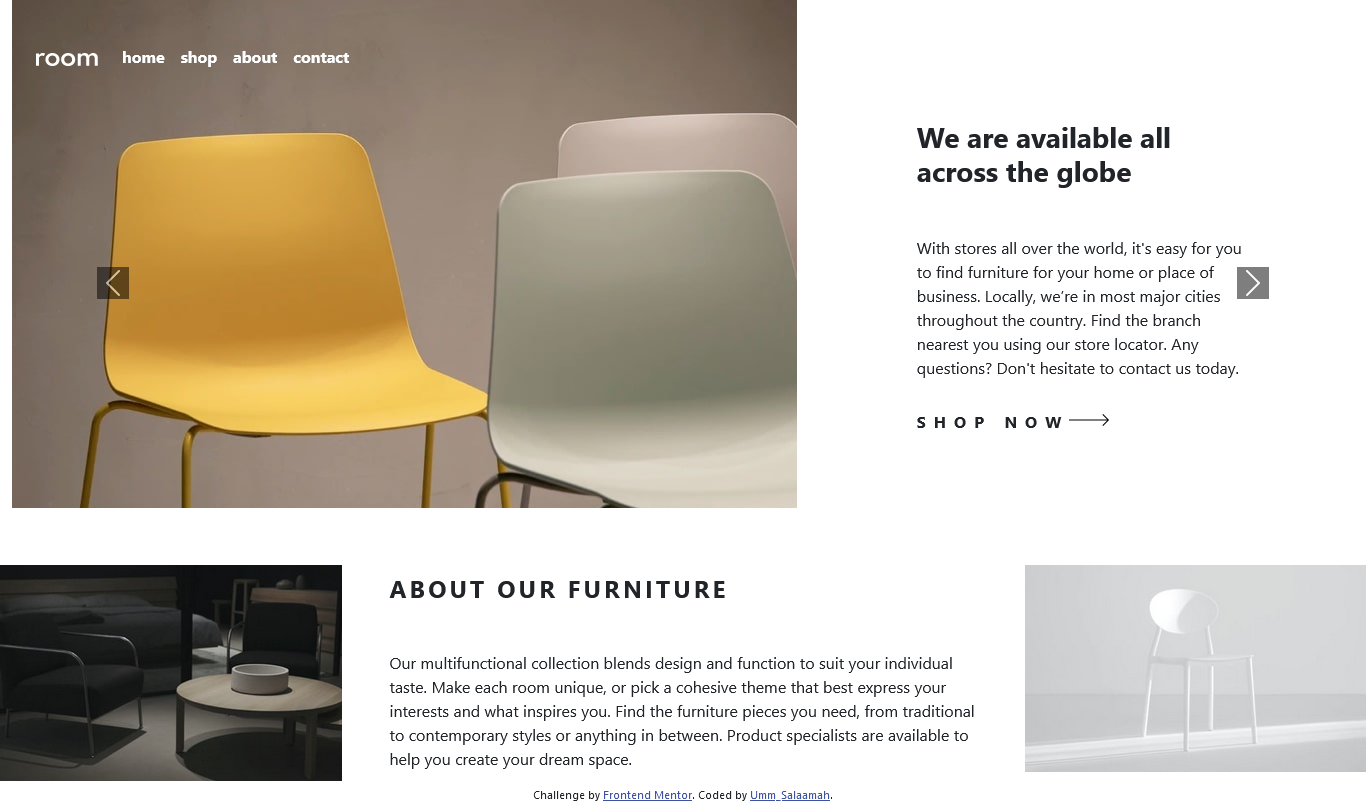 room home shop about contact
We are available all
across the globe
With stores all over the world, it's easy for you
to find furniture for your home or place of
business. Locally, we’re in most major cities
throughout the country. Find the branch
nearest you using our store locator. Any
questions? Don't hesitate to contact us today.
SHOP NOW
ABOUT OUR FURNITURE
Our multifunctional collection blends design and function to suit your individual
taste. Make each room unique, or pick a cohesive theme that best express your
interests and what inspires you. Find the furniture pieces you need, from traditional
to contemporary styles or anything in between. Product specialists are available to
help you create your dream space.
Challenge by Frontend Mentor. Coded by Umm_Salaamah.